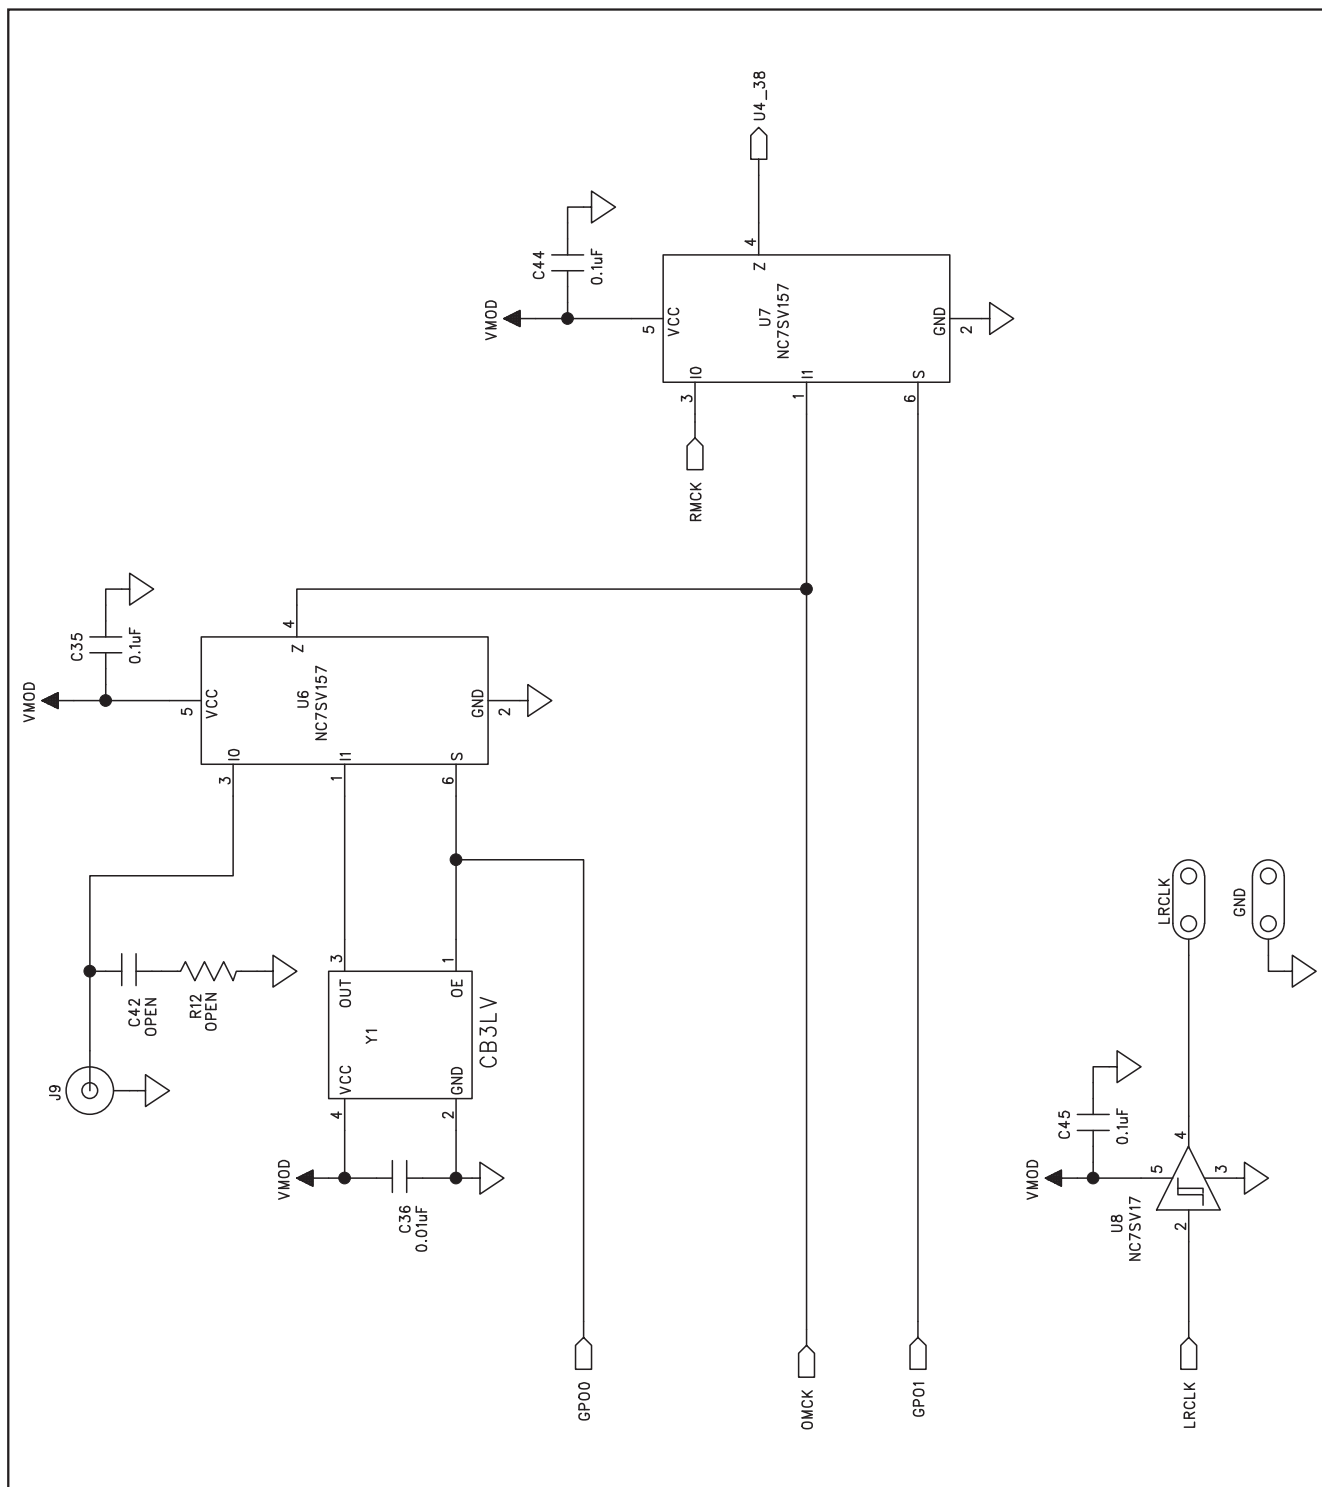 J9
C42
OPEN
R12
OPEN
VMOD
C35
0.1uF
5
VCC
3
I0
1
I1
6
S
U6
NC7SV157
4
Z
GND
2
VMOD
4
VCC
3
OUT
Y1
2
GND
1
OE
CB3LV
C36
0.01uF
GPO0
VMOD
C44
0.1uF
5
VCC
RMCK
3
I0
1
I1
6
S
U7
NC7SV157
4
Z
U4_38
GND
2
OMCK
GPO1
VMOD
C45
0.1uF
U8
NC7SV17
5
2
4
3
LRCLK
LRCLK
GND